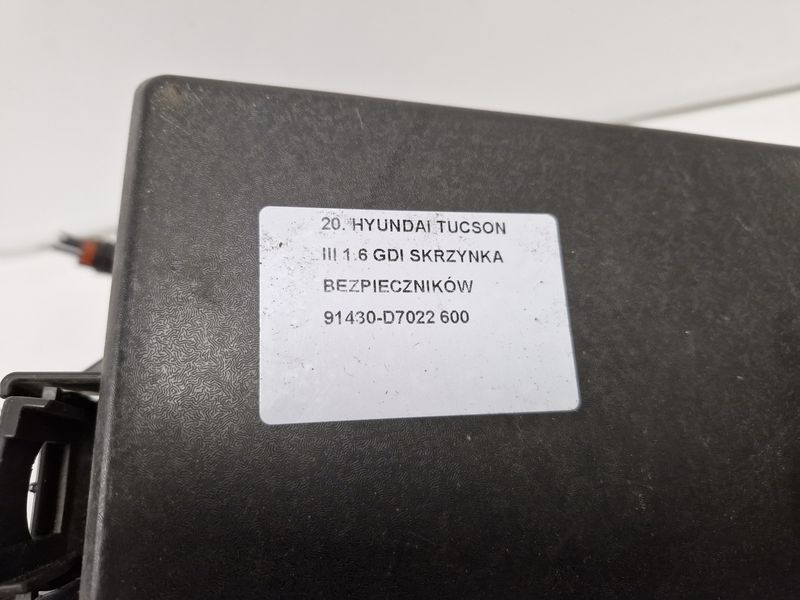 20. HYUNDAI TUCSON
III 1.6 GDI SKRZYNKA
BEZPIECZNIKÓW
91430-D7022 600